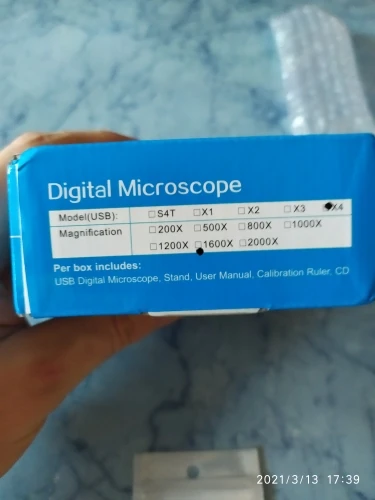 Digital Microscope
Model(USB): □S4T □X1 □X2 □X3 X4
Magnification □200X □500X □800X □1000X
□1200X □1600X □2000X
Per box includes:
USB Digital Microscope, Stand, User Manual, Calibration Ruler, CD
2021/3/13 17:39